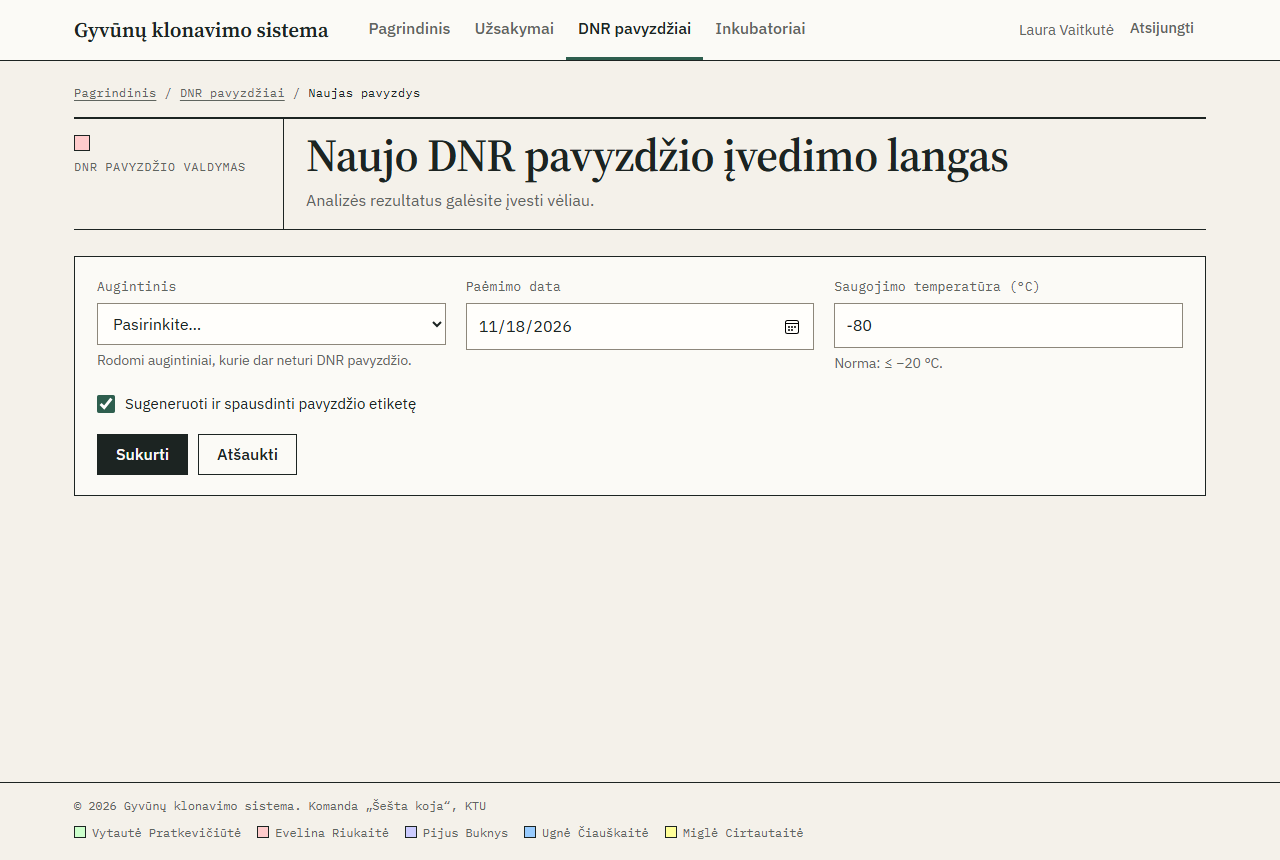 Gyvūnų klonavimo sistema Pagrindinis Užsakymai DNR pavyzdžiai Inkubatoriai Laura Vaitkutė Atsijungti
Pagrindinis / DNR pavyzdžiai / Naujas pavyzdys
DNR PAVYZDŽIO VALDYMAS
Naujo DNR pavyzdžio įvedimo langas
Analizės rezultatus galėsite įvesti vėliau.
Augintinis Paėmimo data Saugojimo temperatūra (°C)
Pasirinkite... 11/18/2026 -80
Rodomi augintiniai, kurie dar neturi DNR pavyzdžio. Norma: ≤ −20 °C.
Sugeneruoti ir spausdinti pavyzdžio etiketę
Sukurti Atšaukti
© 2026 Gyvūnų klonavimo sistema. Komanda „Šešta koja“, KTU
Vytautė Pratkevičiūtė Evelina Riukaitė Pijus Buknys Ugnė Čiauškaitė Miglė Cirtautaitė